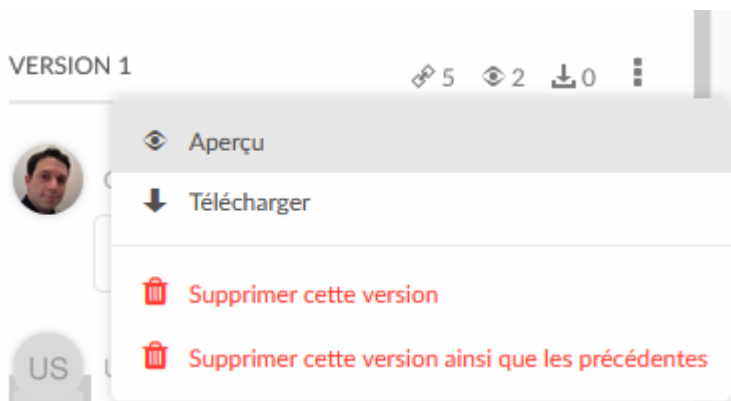 VERSION 1 5 2 0
Aperçu
Télécharger
Supprimer cette version
Supprimer cette version ainsi que les précédentes
US